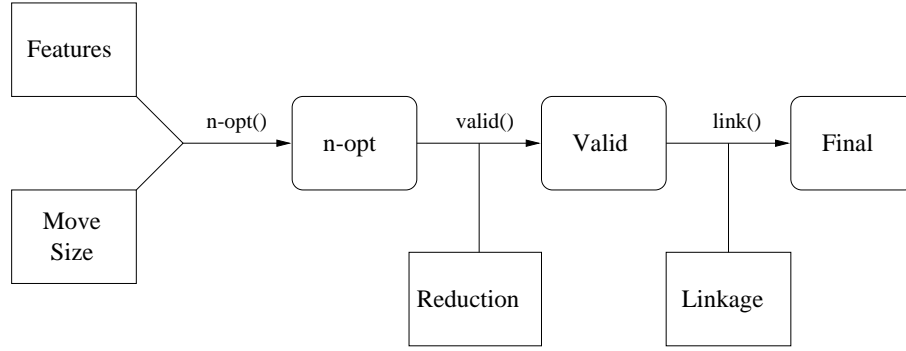 Features
n-opt()
valid()
link()
n-opt
Valid
Final
Move
Size
Reduction
Linkage